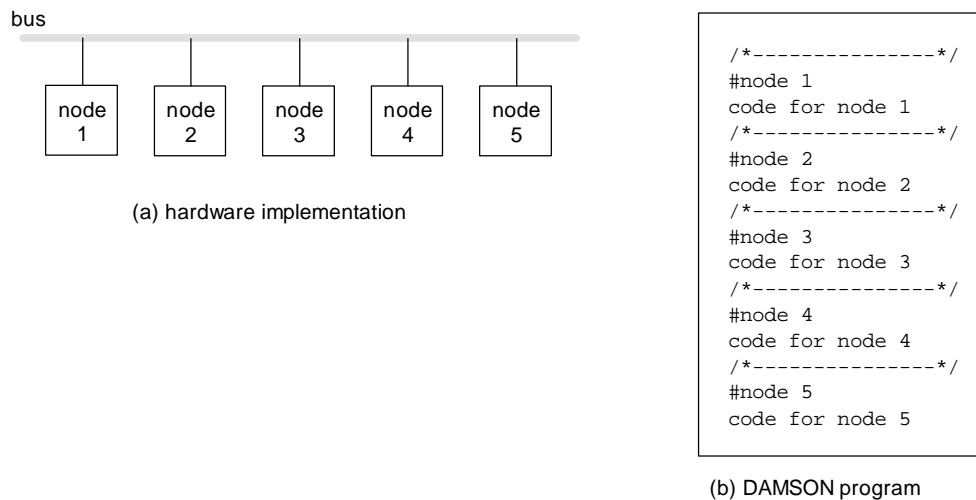 bus
node
1
node
2
node
3
node
4
node
5
(a) hardware implementation
/*---------------*/
#node 1
code for node 1
/*---------------*/
#node 2
code for node 2
/*---------------*/
#node 3
code for node 3
/*---------------*/
#node 4
code for node 4
/*---------------*/
#node 5
code for node 5
(b) DAMSON program